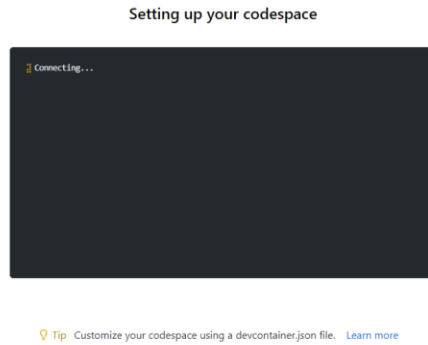 Setting up your codespace
Connecting...
Tip Customize your codespace using a devcontainer.json file. Learn more